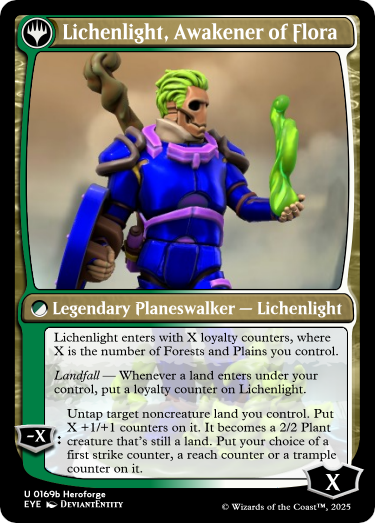 Lichenlight, Awakener of Flora
Legendary Planeswalker — Lichenlight
Lichenlight enters with X loyalty counters, where
X is the number of Forests and Plains you control.
Landfall — Whenever a land enters under your
control, put a loyalty counter on Lichenlight.
−X: Untap target noncreature land you control. Put
X +1/+1 counters on it. It becomes a 2/2 Plant
creature that's still a land. Put your choice of a
first strike counter, a reach counter or a trample
counter on it.
X
U 0169b Heroforge
EYE DeviantEntity
© Wizards of the Coast™, 2025